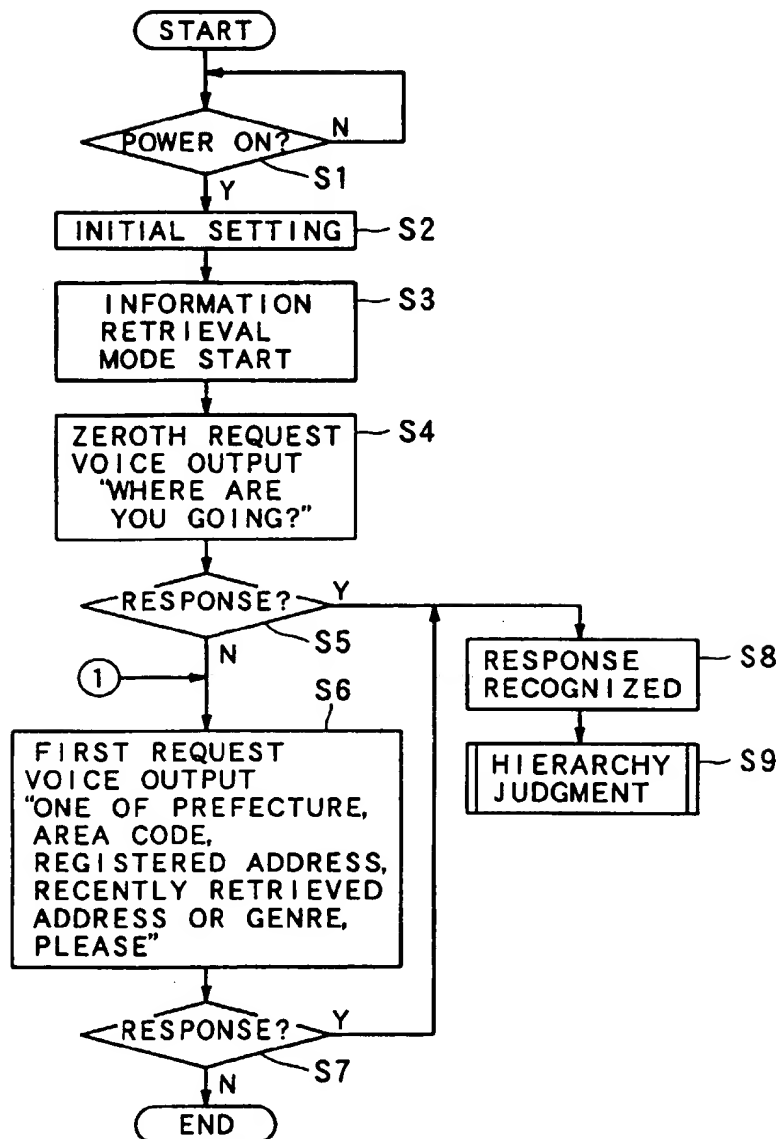 START
POWER ON?
N
S1
Y
INITIAL SETTING
S2
INFORMATION
RETRIEVAL
MODE START
S3
ZEROTH REQUEST
VOICE OUTPUT
"WHERE ARE
YOU GOING?"
S4
RESPONSE?
Y
S5
N
1
S6
RESPONSE
RECOGNIZED
S8
HIERARCHY
JUDGMENT
S9
FIRST REQUEST
VOICE OUTPUT
"ONE OF PREFECTURE,
AREA CODE,
REGISTERED ADDRESS,
RECENTLY RETRIEVED
ADDRESS OR GENRE,
PLEASE"
RESPONSE?
Y
S7
N
END